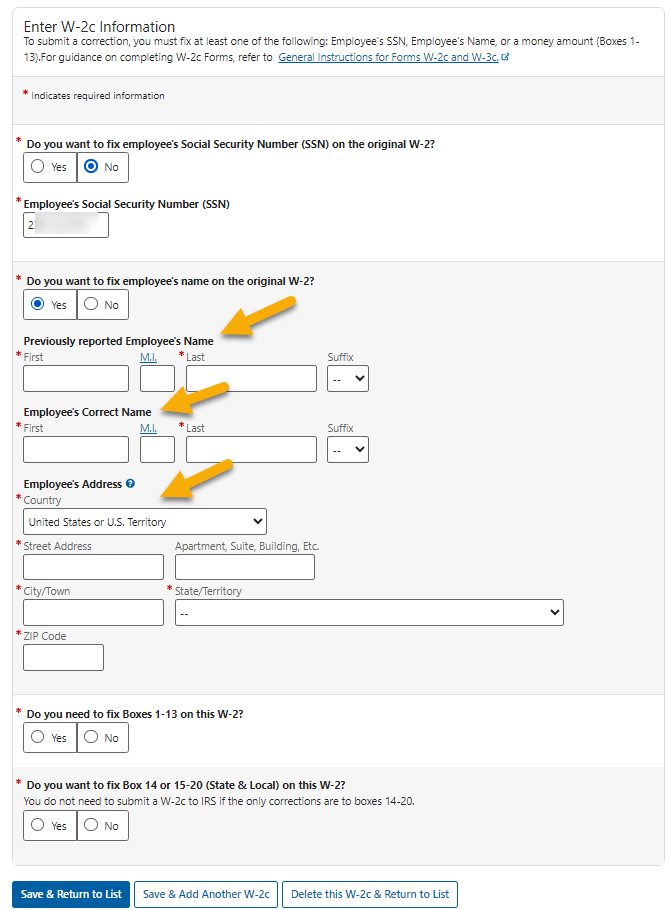 Enter W-2c Information
To submit a correction, you must fix at least one of the following: Employee's SSN, Employee's Name, or a money amount (Boxes 1-
13).For guidance on completing W-2c Forms, refer to General Instructions for Forms W-2c and W-3c.
* Indicates required information
* Do you want to fix employee's Social Security Number (SSN) on the original W-2?
Yes No
* Employee's Social Security Number (SSN)
* Do you want to fix employee's name on the original W-2?
Yes No
Previously reported Employee's Name
* First M.I. * Last Suffix
--
Employee's Correct Name
* First M.I. * Last Suffix
--
Employee's Address ?
* Country
United States or U.S. Territory
* Street Address Apartment, Suite, Building, Etc.
* City/Town * State/Territory
--
* ZIP Code
* Do you need to fix Boxes 1-13 on this W-2?
Yes No
* Do you want to fix Box 14 or 15-20 (State & Local) on this W-2?
You do not need to submit a W-2c to IRS if the only corrections are to boxes 14-20.
Yes No
Save & Return to List Save & Add Another W-2c Delete this W-2c & Return to List